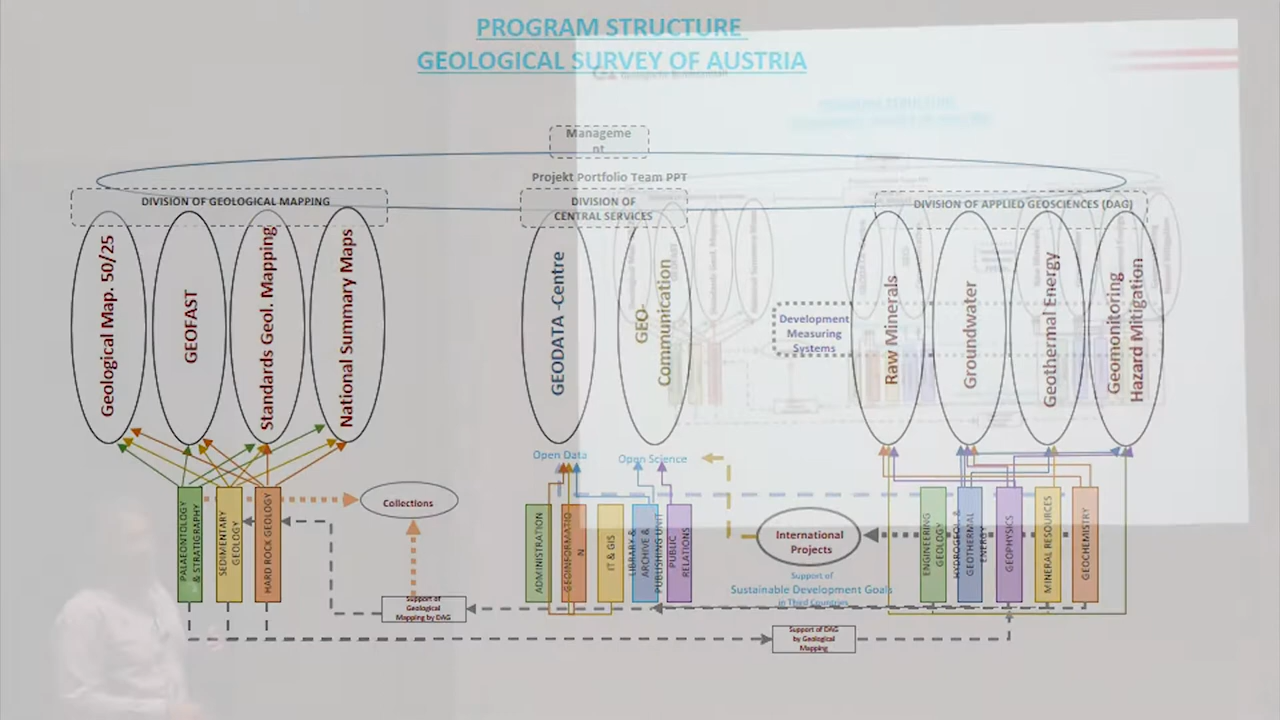 PROGRAM STRUCTURE
GEOLOGICAL SURVEY OF AUSTRIA
Manageme
nt
Projekt Portfolio Team PPT
DIVISION OF GEOLOGICAL MAPPING
DIVISION OF
CENTRAL SERVICES
DIVISION OF APPLIED GEOSCIENCES (DAG)
Geological Map. 50/25
GEOFAST
Standards Geol. Mapping
National Summary Maps
GEODATA -Centre
GEO-
Communication
Development
Measuring
Systems
Raw Minerals
Groundwater
Geothermal Energy
Geomonitoring
Hazard Mitigation
Open Data
Open Science
PALAEONTOLOGY
& STRATIGRAPHY
SEDIMENTARY
GEOLOGY
HARD ROCK GEOLOGY
Collections
ADMINISTRATION
GEOINFORMATIO
N
IT & GIS
LIBRARY &
ARCHIVE &
PUBLISHING UNIT
PUBLIC
RELATIONS
International
Projects
ENGINEERING
GEOLOGY
HYDROGEOL. &
GEOTHERMAL
ENERGY
GEOPHYSICS
MINERAL RESOURCES
GEOCHEMISTRY
Support of
Sustainable Development Goals
in Third Countries
Support of
Geological
Mapping by DAG
Support of DAG
by Geological
Mapping